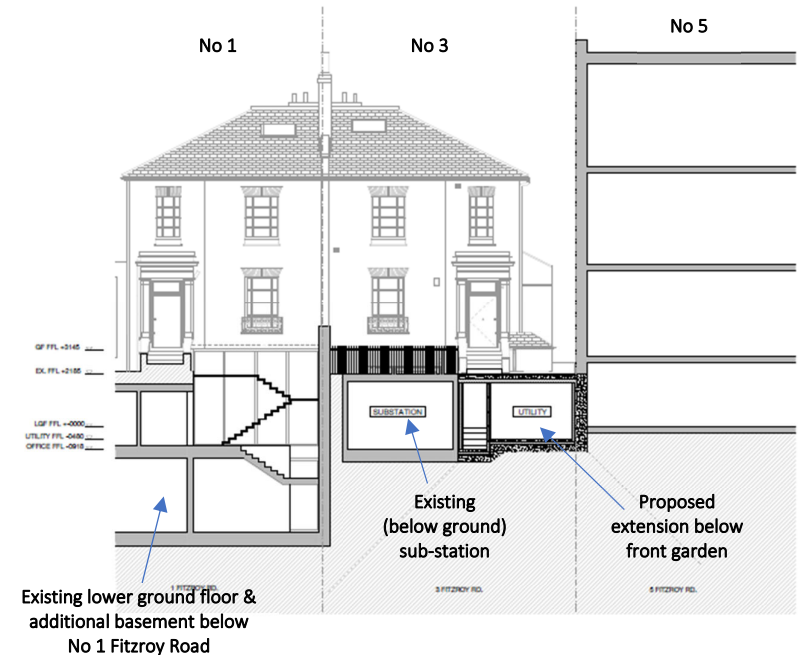 No 1
No 3
No 5
GF FFL +3145
EX. FFL +2185
LGF FFL +-0000
UTILITY FFL -0480
OFFICE FFL -0918
SUBSTATION
UTILITY
Existing
(below ground)
sub-station
Proposed
extension below
front garden
1 FITZROY RD.
3 FITZROY RD.
5 FITZROY RD.
Existing lower ground floor &
additional basement below
No 1 Fitzroy Road